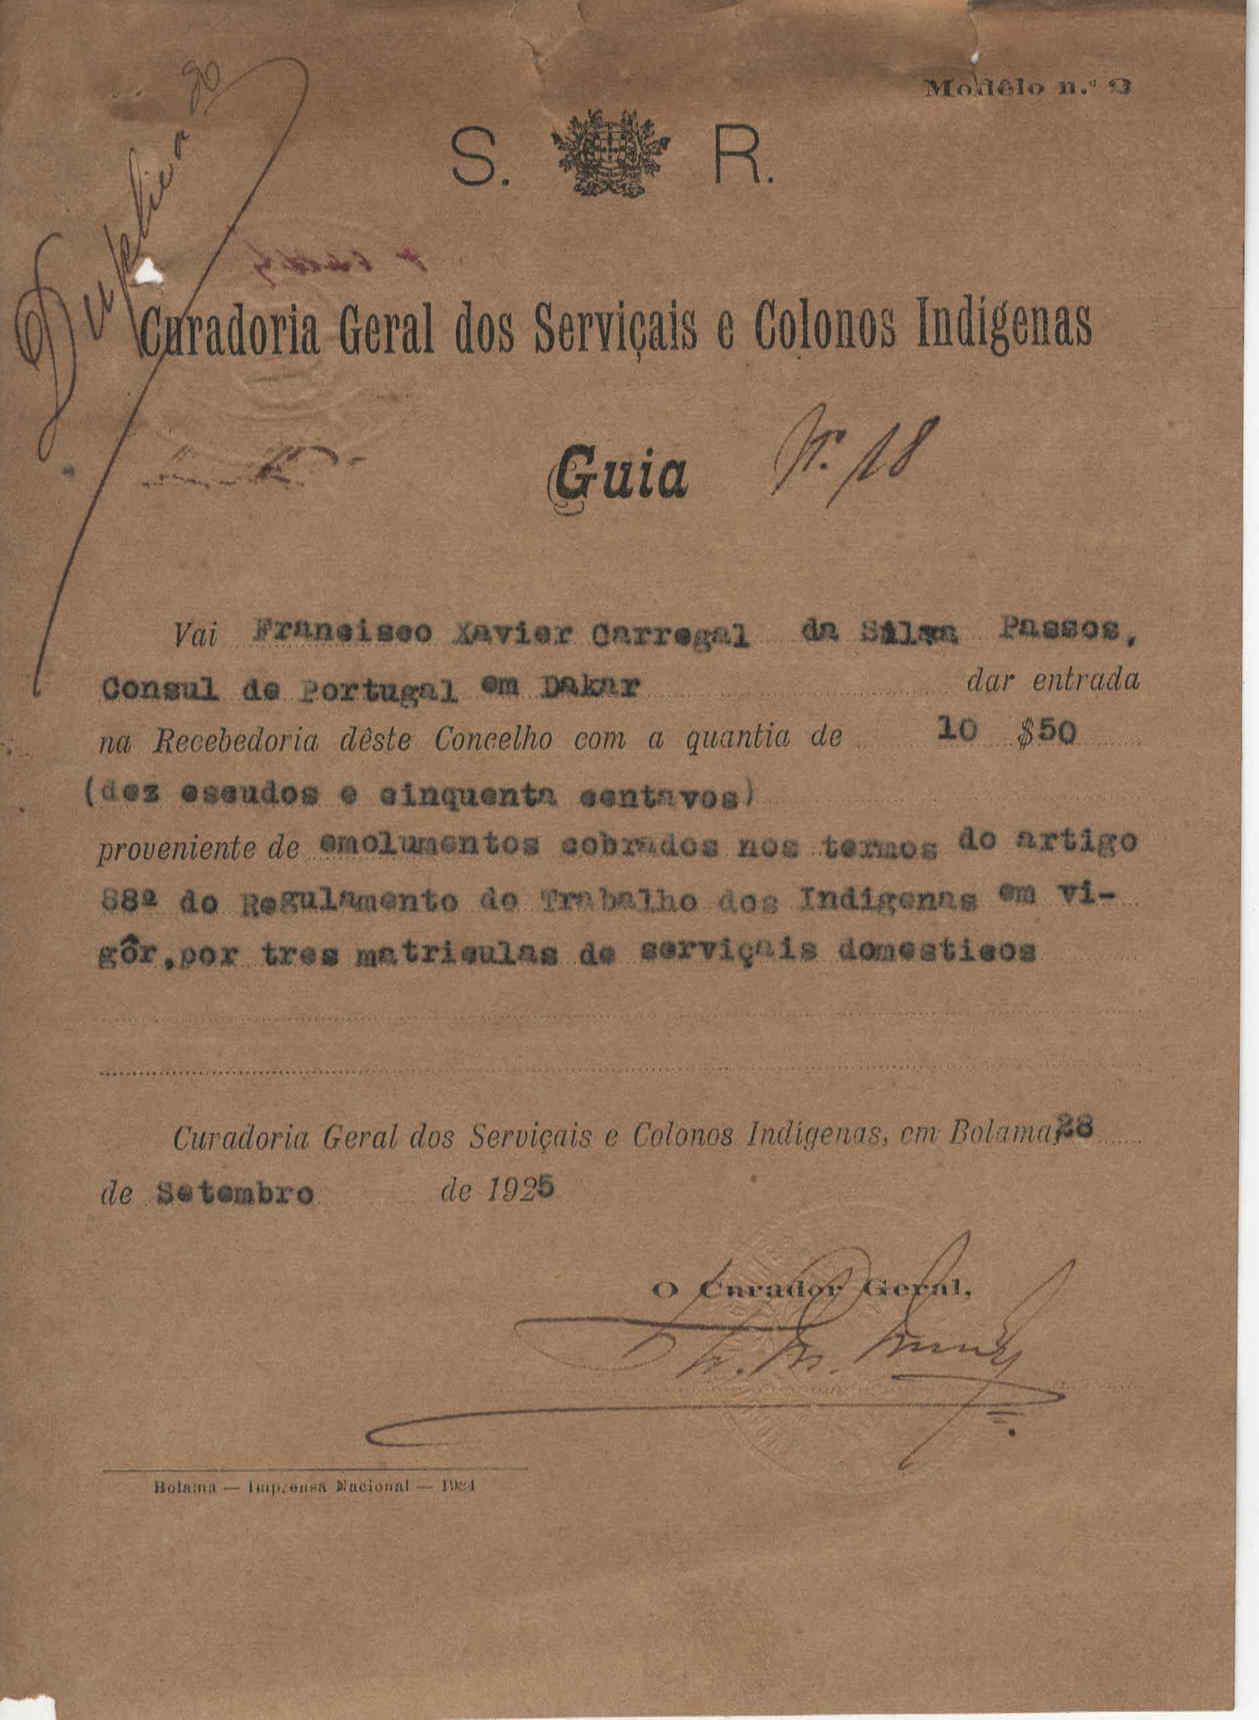 Modêlo n.º 2
S. R.
Duplicado
Curadoria Geral dos Serviçais e Colonos Indígenas
Guia Nº. 18
Vai Francisco Xavier Carregal da Silva Passos,
Consul de Portugal em Dakar dar entrada
na Recebedoria dêste Concelho com a quantia de 10 $50
(dez escudos e cinquenta centavos)
proveniente de emolumentos cobrados nos termos do artigo
88º do Regulamento do Trabalho dos Indigenas em vi-
gôr,por tres matriculas de serviçais domesticos
Curadoria Geral dos Serviçais e Colonos Indígenas, em Bolama, 28
de Setembro de 1925
O Curador Geral,
Bolama — Imprensa Nacional — 1924